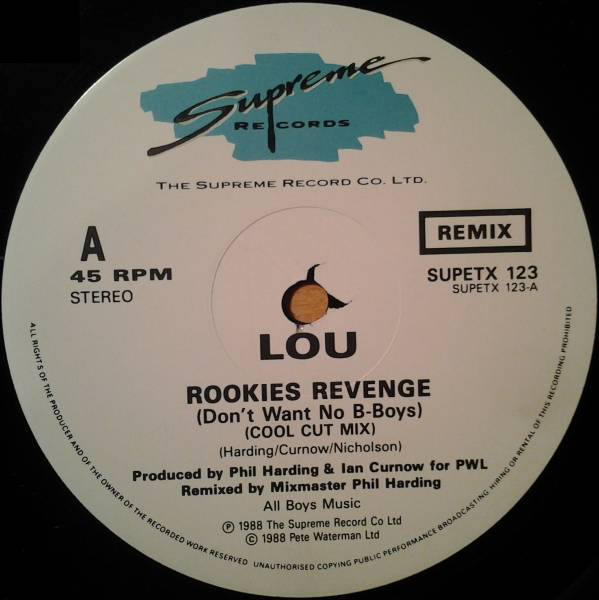 Supreme
RECORDS
THE SUPREME RECORD CO. LTD.
A
45 RPM
STEREO
REMIX
SUPETX 123
SUPETX 123-A
LOU
ROOKIES REVENGE
(Don't Want No B-Boys)
(COOL CUT MIX)
(Harding/Curnow/Nicholson)
Produced by Phil Harding & Ian Curnow for PWL
Remixed by Mixmaster Phil Harding
All Boys Music
℗ 1988 The Supreme Record Co Ltd
© 1988 Pete Waterman Ltd
ALL RIGHTS OF THE PRODUCER AND OF THE OWNER OF THE RECORDED WORK RESERVED UNAUTHORISED COPYING PUBLIC PERFORMANCE BROADCASTING HIRING OR RENTAL OF THIS RECORDING PROHIBITED